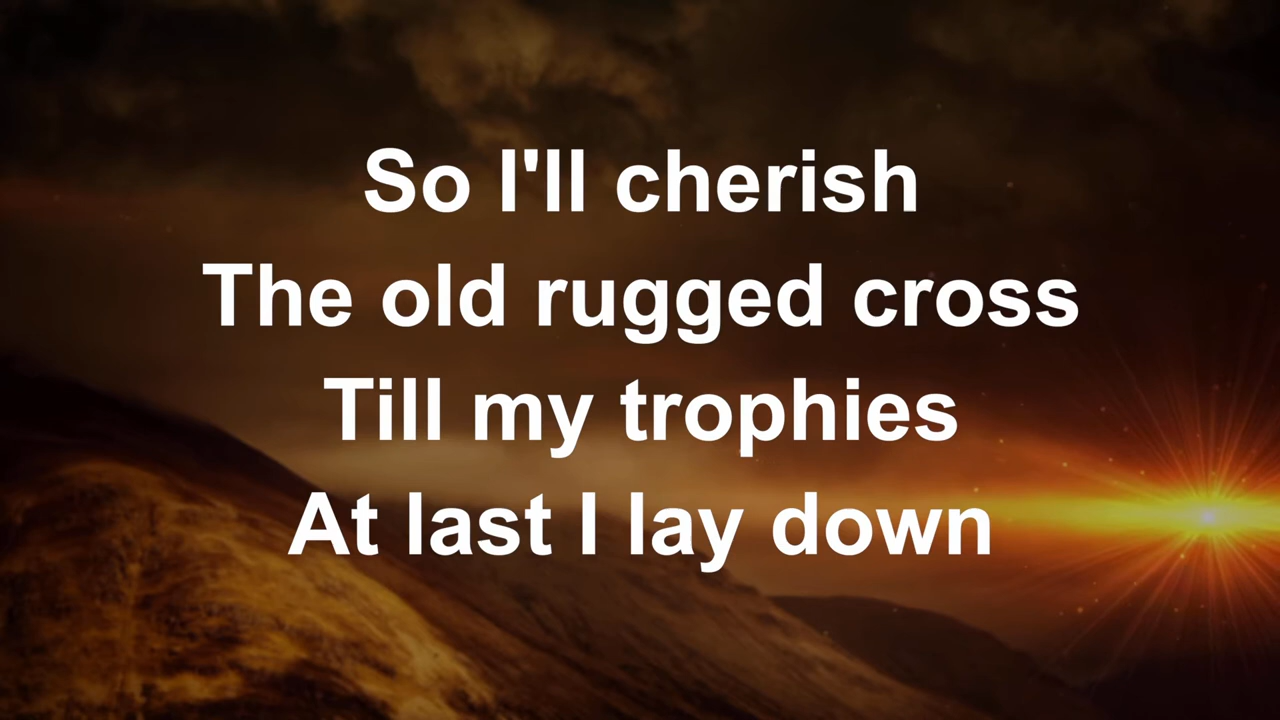 So I'll cherish
The old rugged cross
Till my trophies
At last I lay down